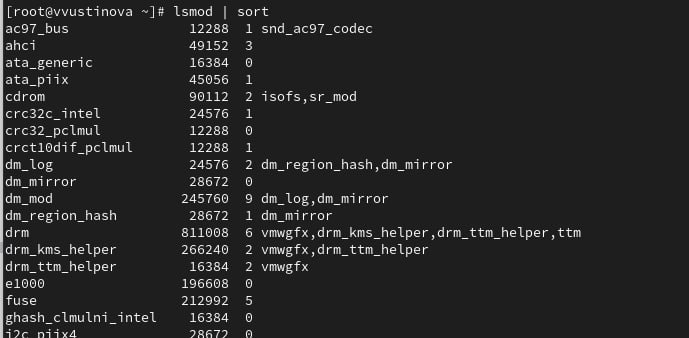 [root@vvustinova ~]# lsmod | sort
ac97_bus 12288 1 snd_ac97_codec
ahci 49152 3
ata_generic 16384 0
ata_piix 45056 1
cdrom 90112 2 isofs,sr_mod
crc32c_intel 24576 1
crc32_pclmul 12288 0
crct10dif_pclmul 12288 1
dm_log 24576 2 dm_region_hash,dm_mirror
dm_mirror 28672 0
dm_mod 245760 9 dm_log,dm_mirror
dm_region_hash 28672 1 dm_mirror
drm 811008 6 vmwgfx,drm_kms_helper,drm_ttm_helper,ttm
drm_kms_helper 266240 2 vmwgfx,drm_ttm_helper
drm_ttm_helper 16384 2 vmwgfx
e1000 196608 0
fuse 212992 5
ghash_clmulni_intel 16384 0
i2c_piix4 28672 0